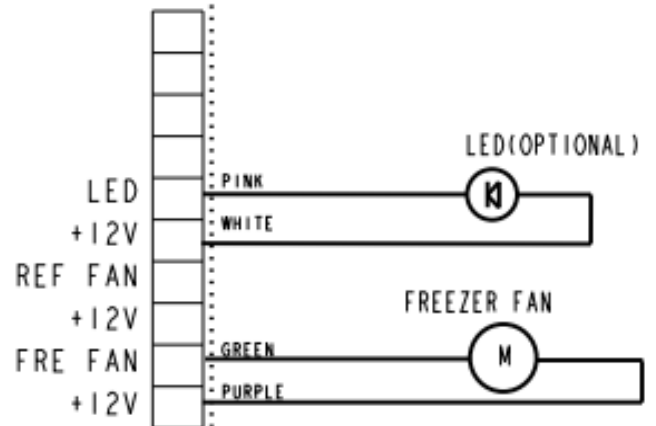 LED(OPTIONAL)
LED
PINK
+12V
WHITE
REF FAN
+12V
FREEZER FAN
FRE FAN
GREEN
M
+12V
PURPLE